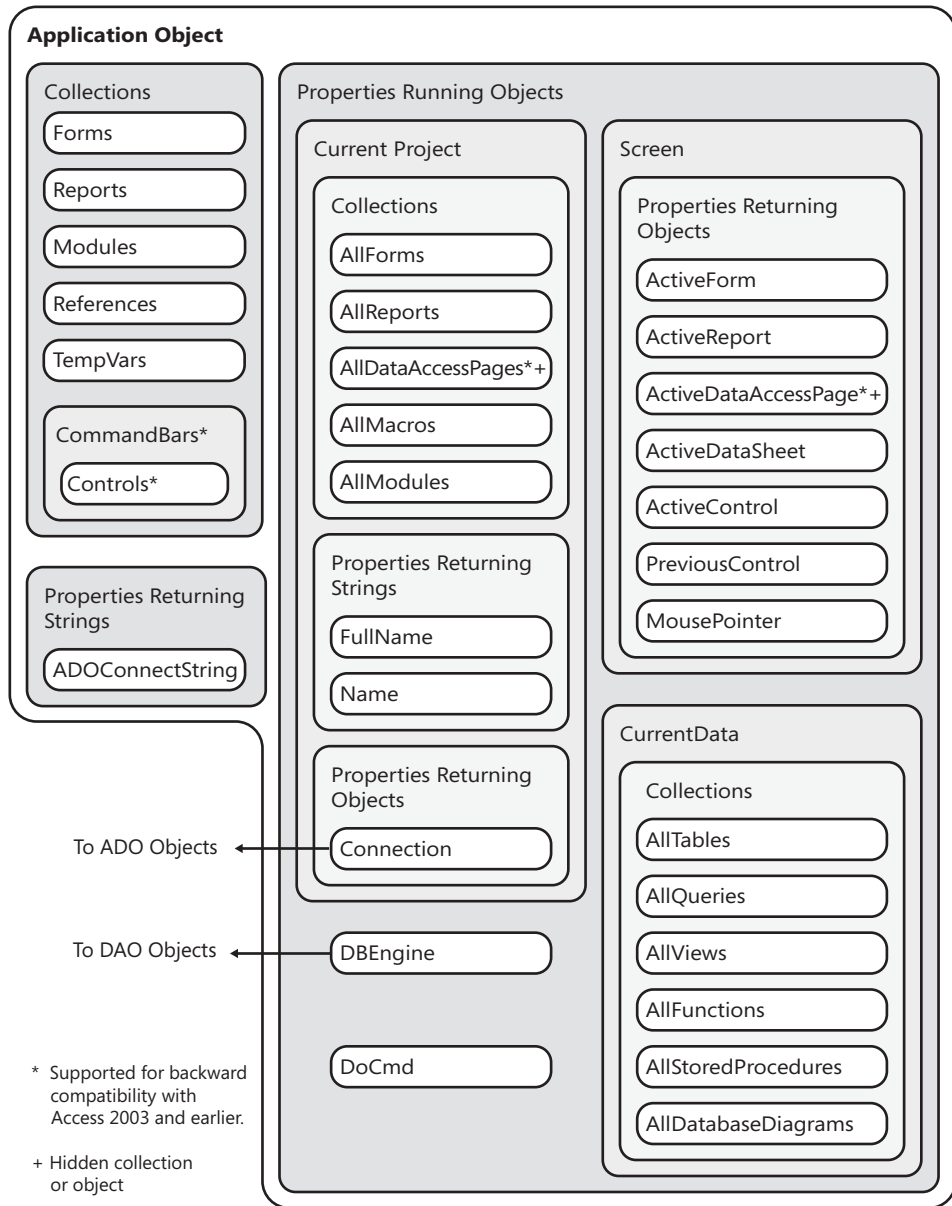 Application Object
Collections
Forms
Reports
Modules
References
TempVars
CommandBars*
Controls*
Properties Returning
Strings
ADOConnectString
Properties Running Objects
Current Project
Collections
AllForms
AllReports
AllDataAccessPages*+
AllMacros
AllModules
Properties Returning
Strings
FullName
Name
Properties Returning
Objects
Connection
To ADO Objects
DBEngine
To DAO Objects
DoCmd
Screen
Properties Returning
Objects
ActiveForm
ActiveReport
ActiveDataAccessPage*+
ActiveDataSheet
ActiveControl
PreviousControl
MousePointer
CurrentData
Collections
AllTables
AllQueries
AllViews
AllFunctions
AllStoredProcedures
AllDatabaseDiagrams
* Supported for backward
compatibility with
Access 2003 and earlier.
+ Hidden collection
or object